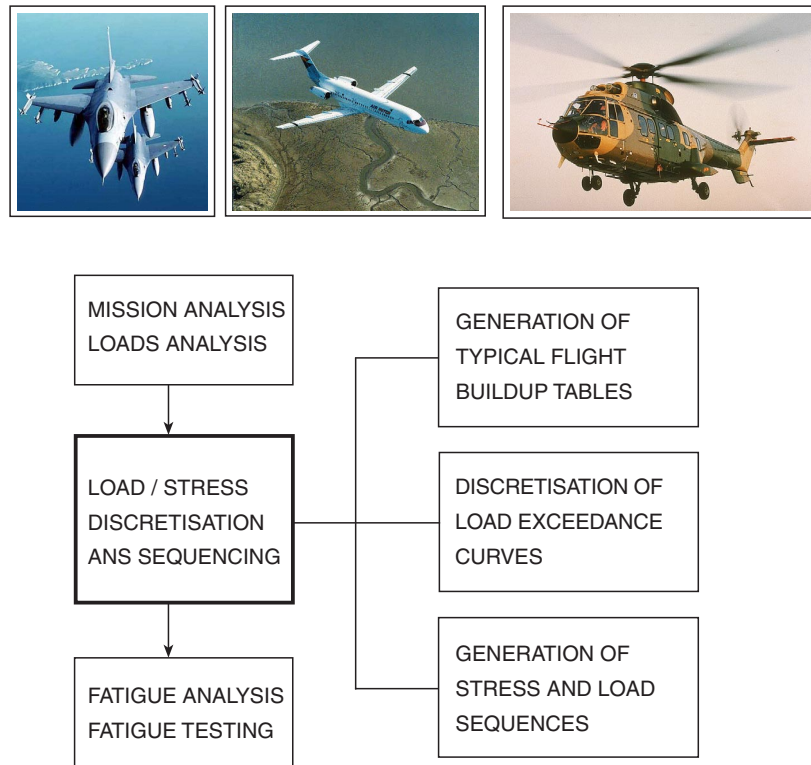 MISSION ANALYSIS
LOADS ANALYSIS
LOAD / STRESS
DISCRETISATION
ANS SEQUENCING
FATIGUE ANALYSIS
FATIGUE TESTING
GENERATION OF
TYPICAL FLIGHT
BUILDUP TABLES
DISCRETISATION OF
LOAD EXCEEDANCE
CURVES
GENERATION OF
STRESS AND LOAD
SEQUENCES